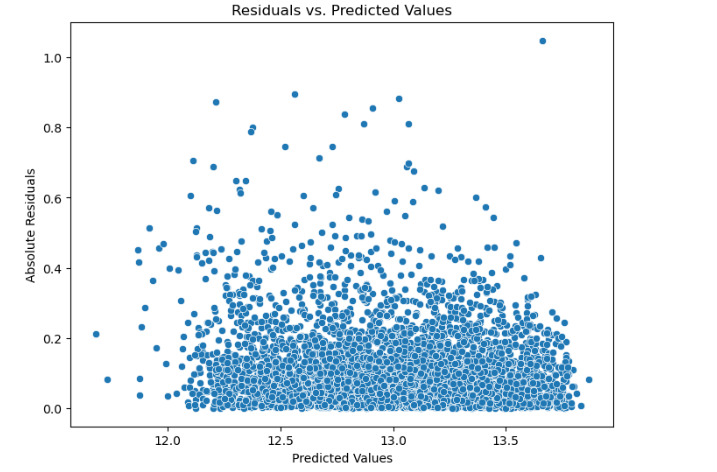 Residuals vs. Predicted Values
1.0
0.8
0.6
0.4
0.2
0.0
Absolute Residuals
12.0 12.5 13.0 13.5
Predicted Values